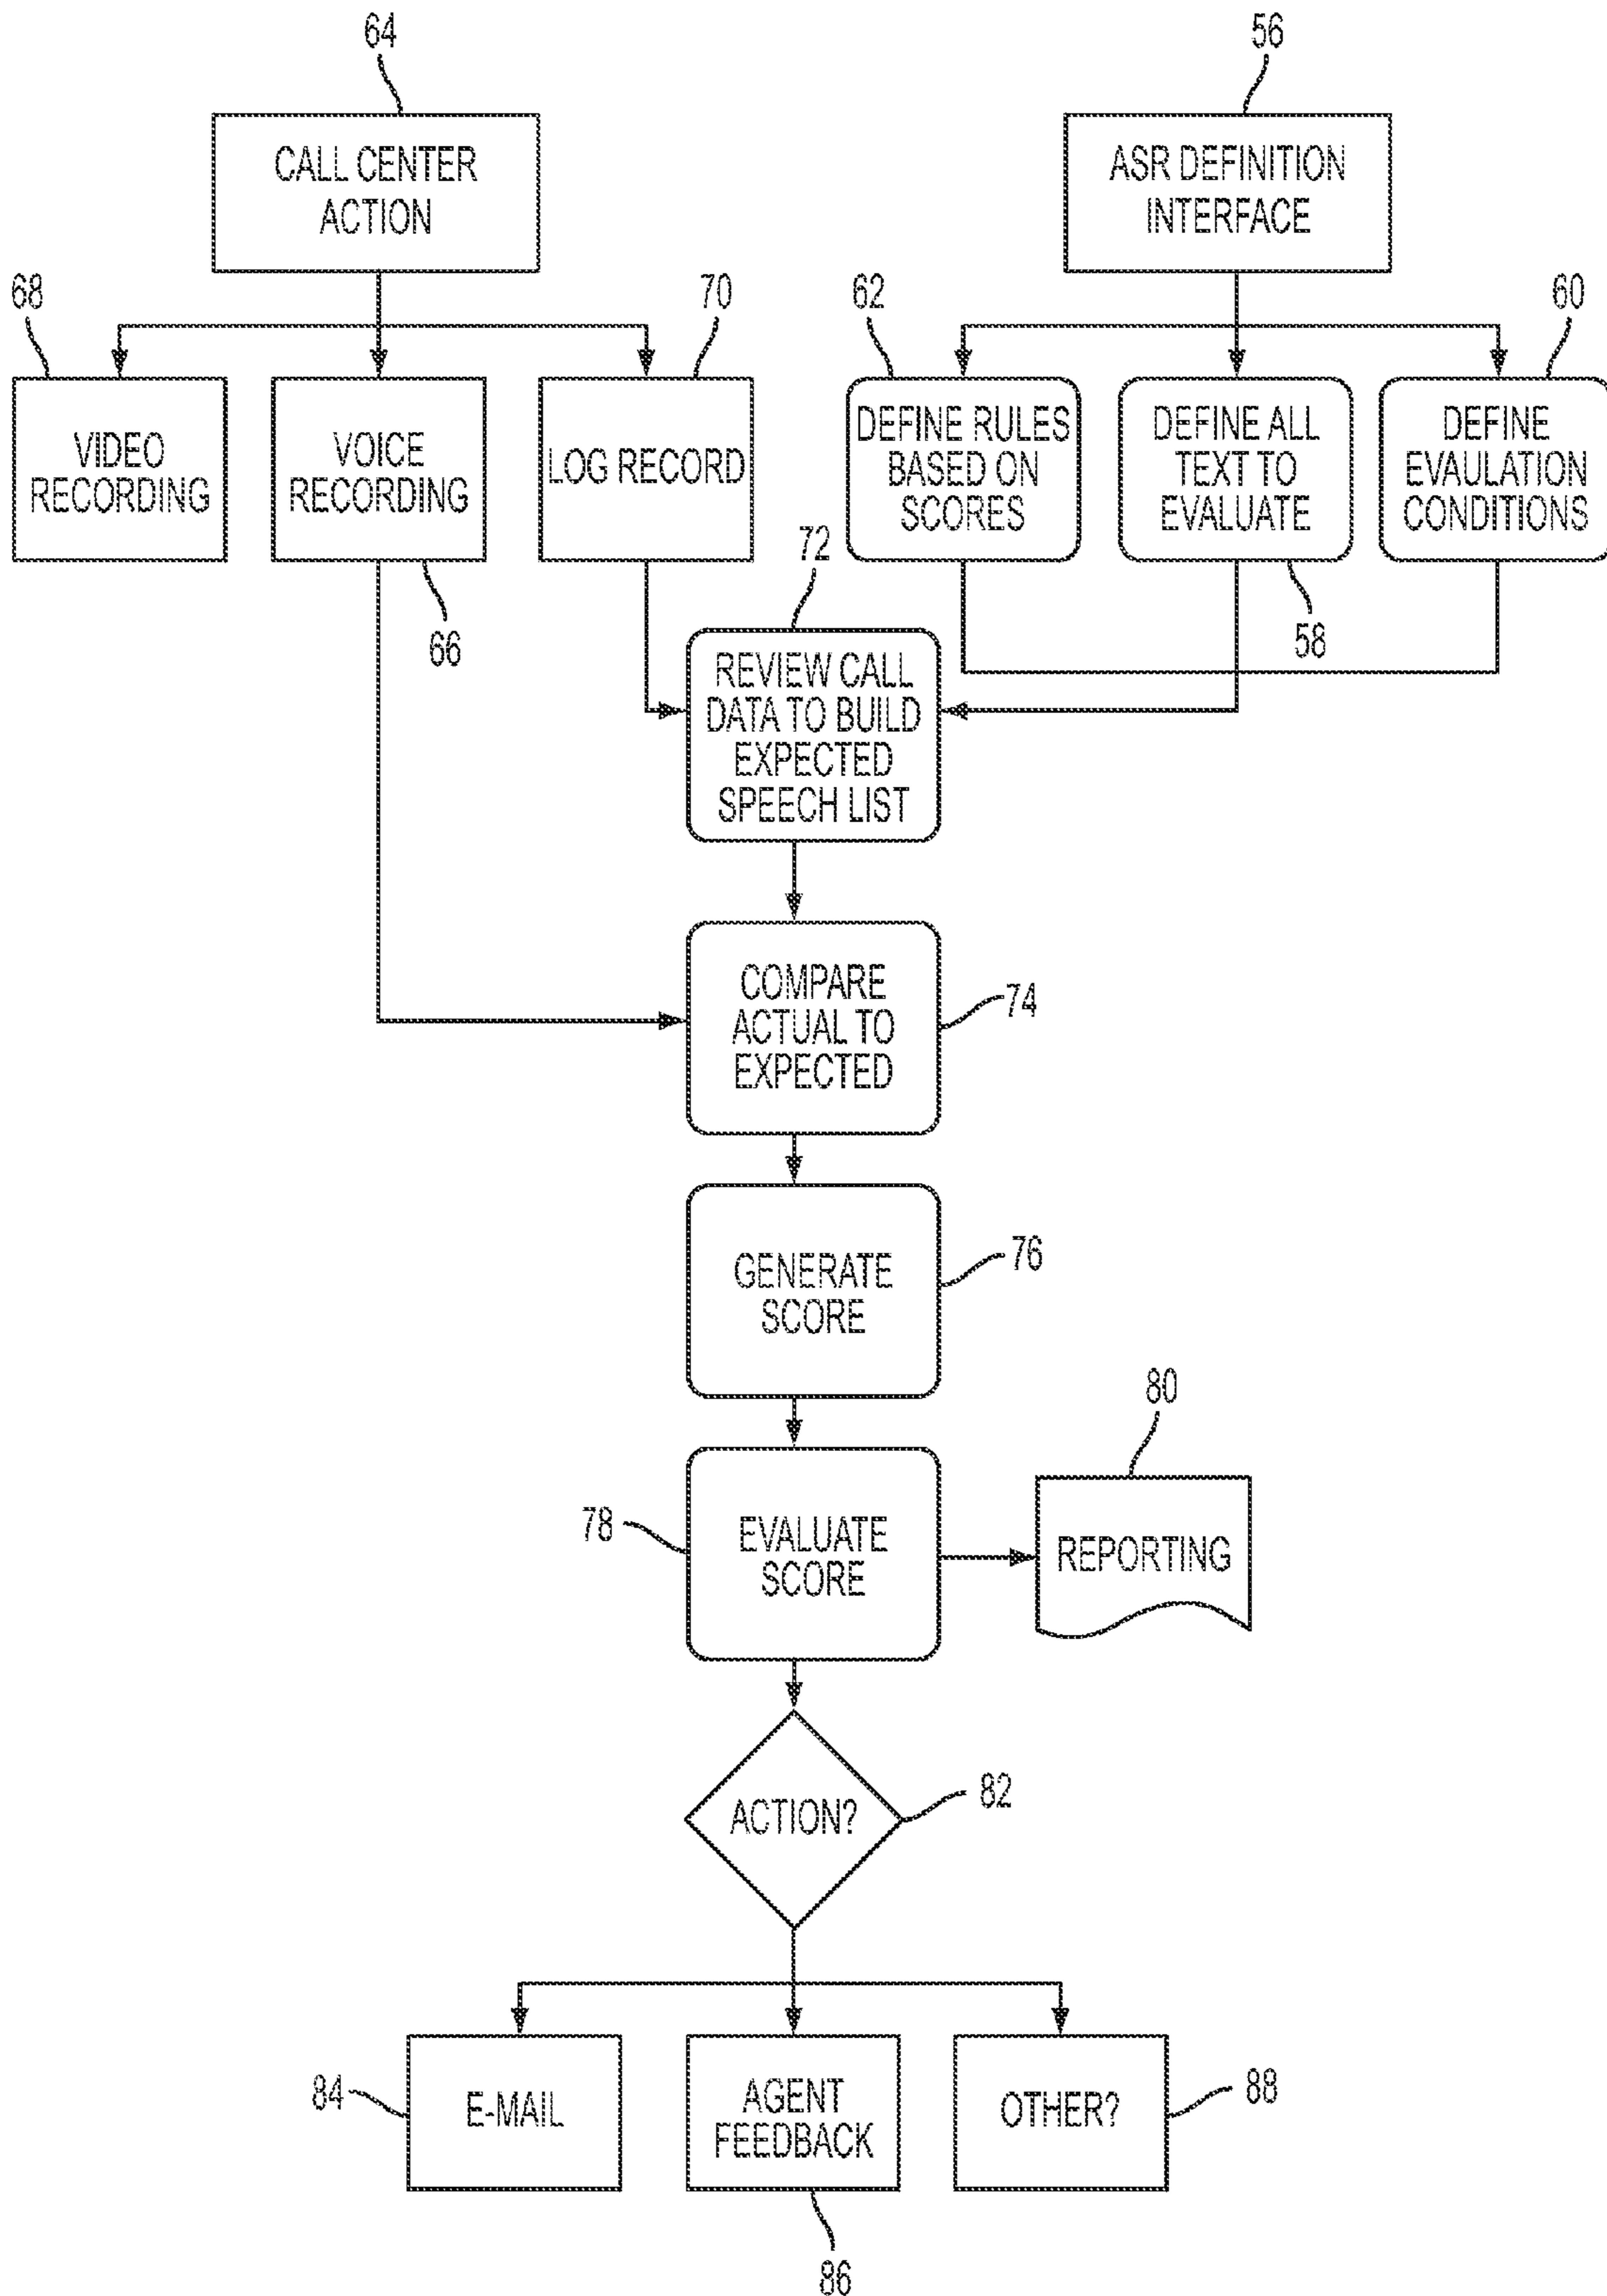 64
56
CALL CENTER
ACTION
ASR DEFINITION
INTERFACE
68
70
62
60
VIDEO
RECORDING
VOICE
RECORDING
LOG RECORD
DEFINE RULES
BASED ON
SCORES
DEFINE ALL
TEXT TO
EVALUATE
DEFINE
EVAULATION
CONDITIONS
66
72
58
REVIEW CALL
DATA TO BUILD
EXPECTED
SPEECH LIST
COMPARE
ACTUAL TO
EXPECTED
74
GENERATE
SCORE
76
80
78
EVALUATE
SCORE
REPORTING
ACTION?
82
84
E-MAIL
AGENT
FEEDBACK
OTHER?
88
86